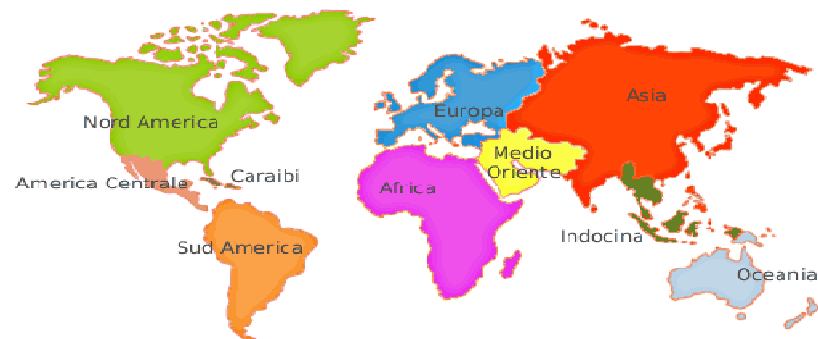 Nord America
America Centrale
Caraibi
Sud America
Europa
Asia
Medio
Oriente
Africa
Indocina
Oceania